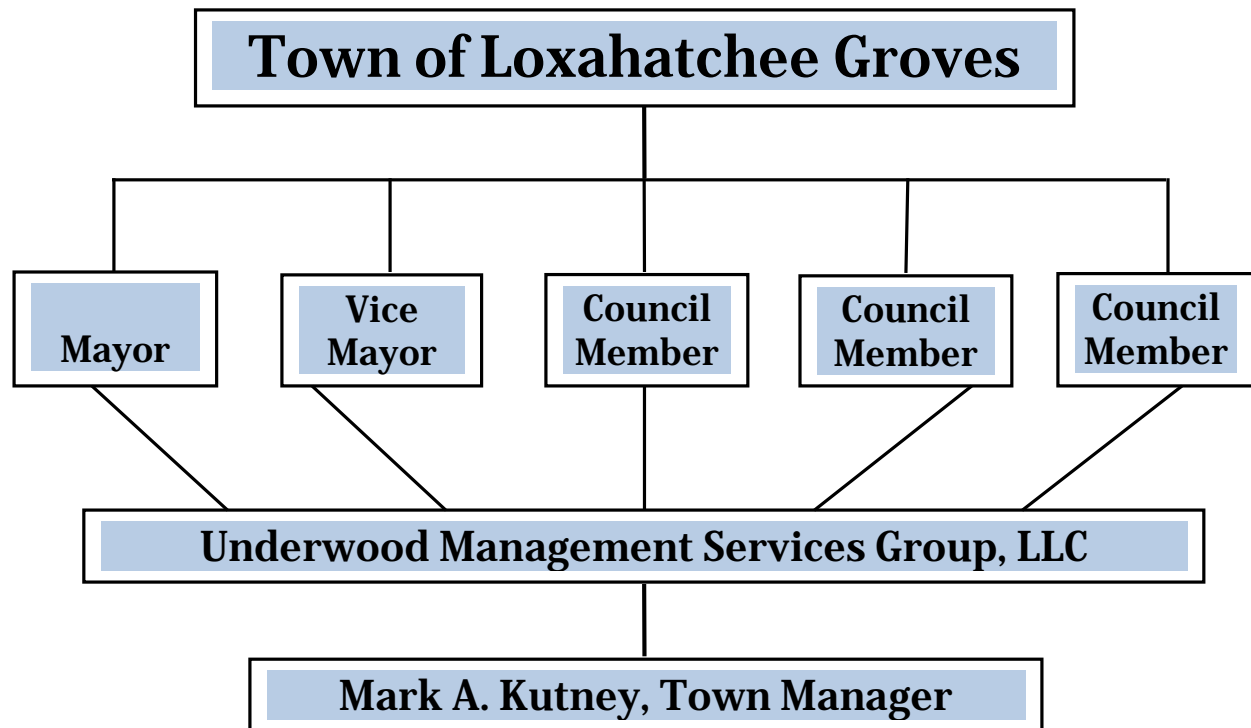 Town of Loxahatchee Groves
Mayor
Vice
Mayor
Council
Member
Council
Member
Council
Member
Underwood Management Services Group, LLC
Mark A. Kutney, Town Manager